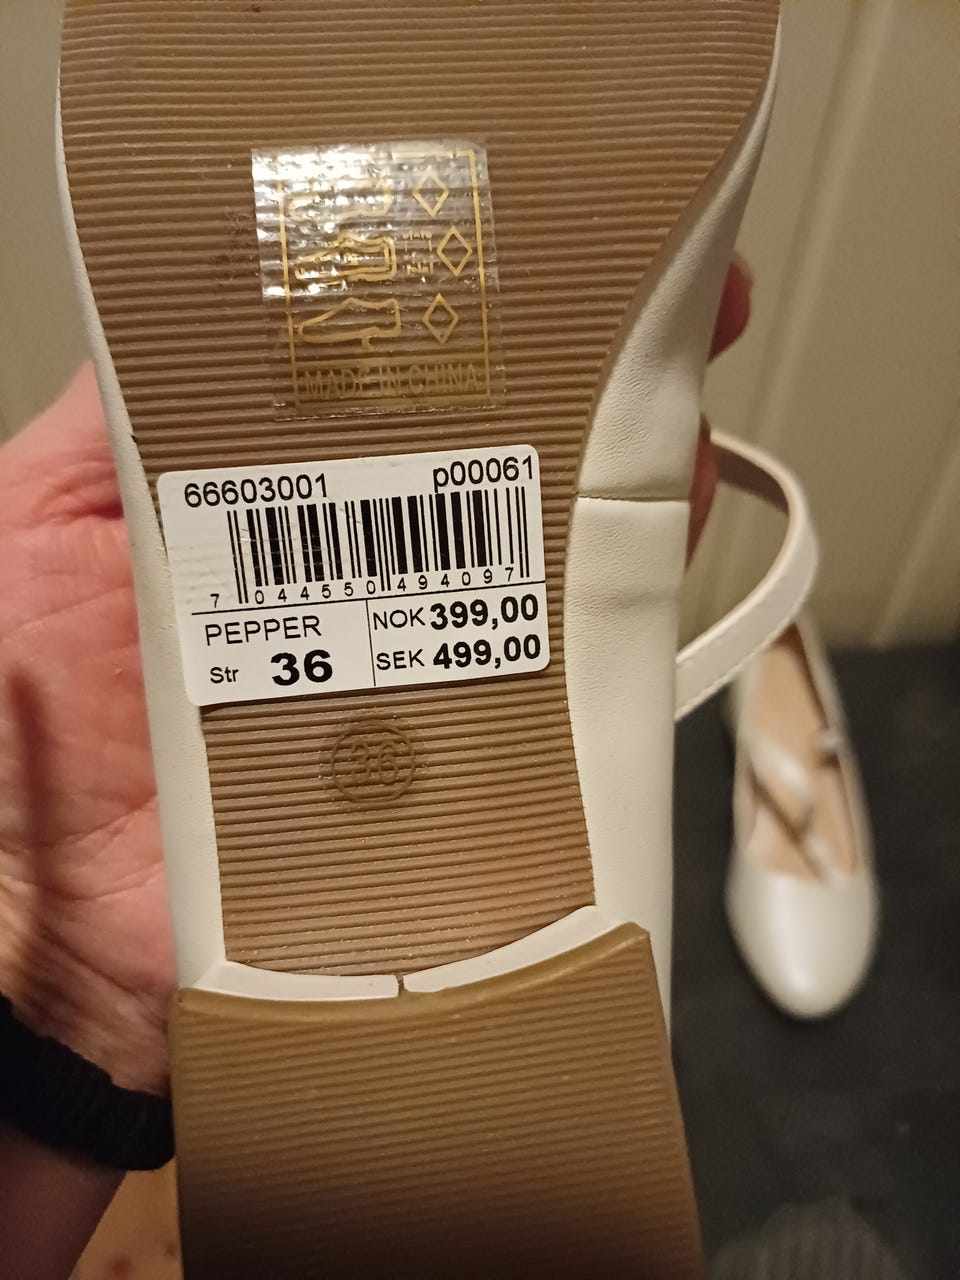 MADE IN CHINA
66603001 p00061
7 044550 494097
PEPPER
Str 36
NOK 399,00
SEK 499,00
36